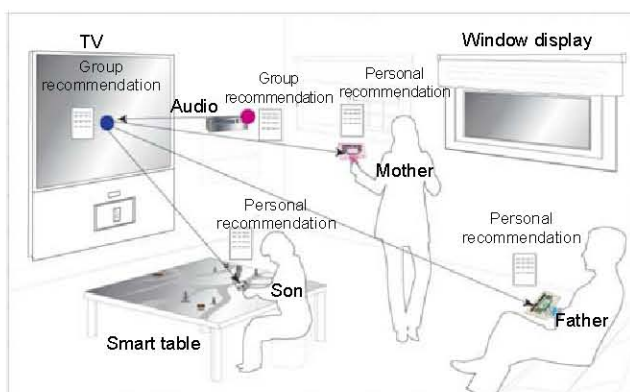 TV
Window display
Group
recommendation
Group
recommendation
Personal
recommendation
Audio
Mother
Personal
recommendation
Personal
recommendation
Son
Father
Smart table